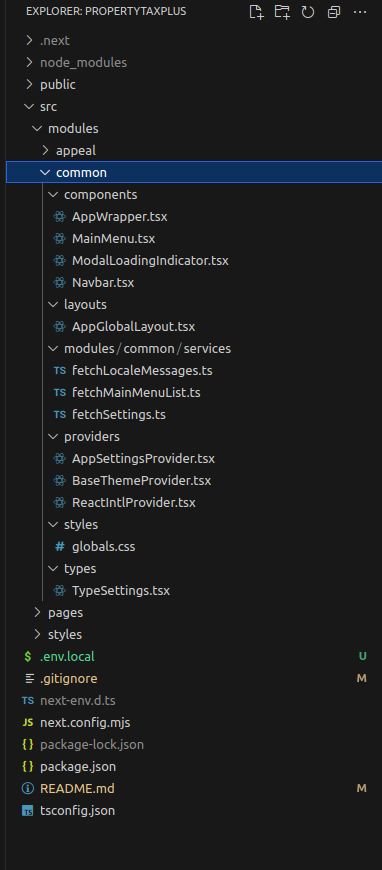 EXPLORER: PROPERTYTAXPLUS
.next
node_modules
public
src
modules
appeal
common
components
AppWrapper.tsx
MainMenu.tsx
ModalLoadingIndicator.tsx
Navbar.tsx
layouts
AppGlobalLayout.tsx
modules/common/services
TS fetchLocaleMessages.ts
TS fetchMainMenuList.ts
TS fetchSettings.ts
providers
AppSettingsProvider.tsx
BaseThemeProvider.tsx
ReactIntlProvider.tsx
styles
# globals.css
types
TypeSettings.tsx
pages
styles
$ .env.local U
.gitignore M
TS next-env.d.ts
JS next.config.mjs
{} package-lock.json
{} package.json
README.md M
TS tsconfig.json